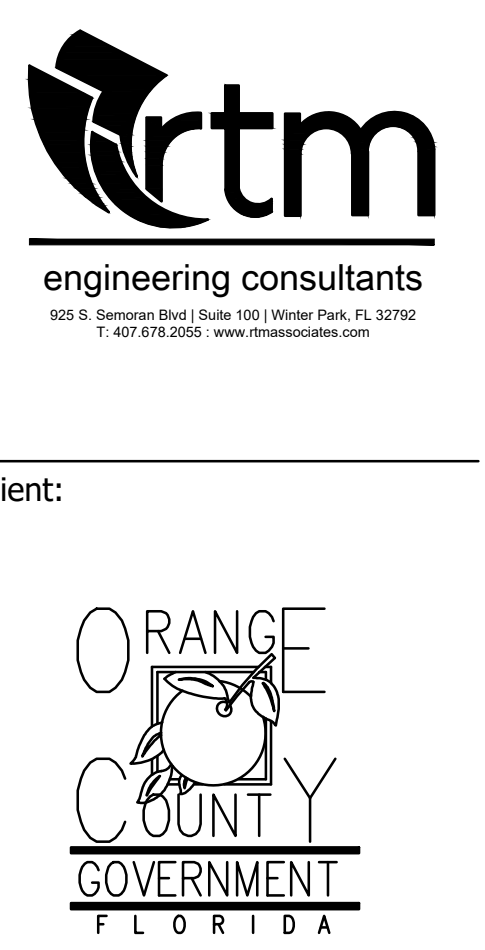 rtm
engineering consultants
925 S. Semoran Blvd | Suite 100 | Winter Park, FL 32792
T: 407.678.2055 : www.rtmassociates.com
ient:
ORANGE
COUNTY
GOVERNMENT
FLORIDA